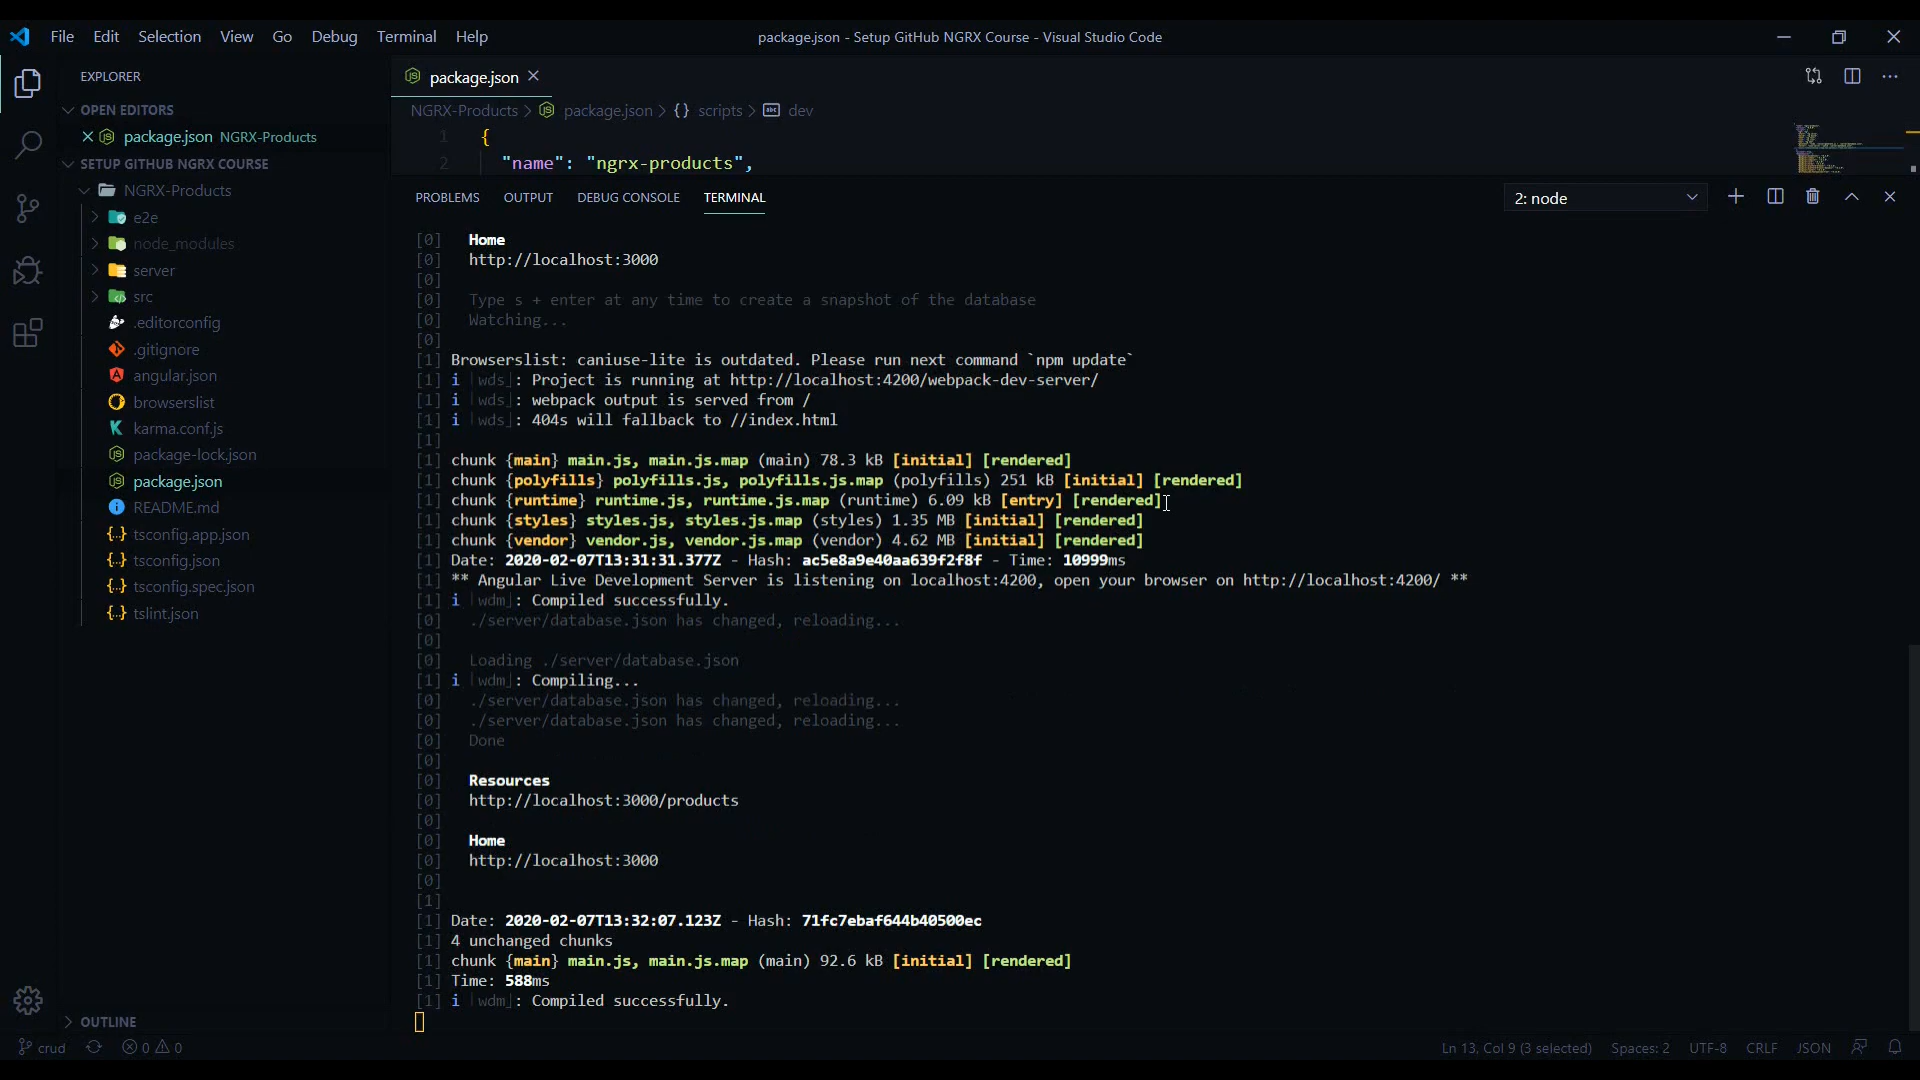 File Edit Selection View Go Debug Terminal Help
package.json - Setup GitHub NGRX Course - Visual Studio Code
EXPLORER
OPEN EDITORS
package.json NGRX-Products
SETUP GITHUB NGRX COURSE
NGRX-Products
e2e
node_modules
server
src
.editorconfig
.gitignore
angular.json
browserslist
karma.conf.js
package-lock.json
package.json
README.md
tsconfig.app.json
tsconfig.json
tsconfig.spec.json
tslint.json
OUTLINE
package.json
NGRX-Products > package.json > {} scripts > dev
1 {
2 "name": "ngrx-products",
PROBLEMS OUTPUT DEBUG CONSOLE TERMINAL
2: node
[0] Home
[0] http://localhost:3000
[0]
[0] Type s + enter at any time to create a snapshot of the database
[0] Watching...
[0]
[1] Browserslist: caniuse-lite is outdated. Please run next command `npm update`
[1] i ｢wds｣: Project is running at http://localhost:4200/webpack-dev-server/
[1] i ｢wds｣: webpack output is served from /
[1] i ｢wds｣: 404s will fallback to //index.html
[1]
[1] chunk {main} main.js, main.js.map (main) 78.3 kB [initial] [rendered]
[1] chunk {polyfills} polyfills.js, polyfills.js.map (polyfills) 251 kB [initial] [rendered]
[1] chunk {runtime} runtime.js, runtime.js.map (runtime) 6.09 kB [entry] [rendered]
[1] chunk {styles} styles.js, styles.js.map (styles) 1.35 MB [initial] [rendered]
[1] chunk {vendor} vendor.js, vendor.js.map (vendor) 4.62 MB [initial] [rendered]
[1] Date: 2020-02-07T13:31:31.377Z - Hash: ac5e8a9e40aa639f2f8f - Time: 10999ms
[1] ** Angular Live Development Server is listening on localhost:4200, open your browser on http://localhost:4200/ **
[1] i ｢wdm｣: Compiled successfully.
[0] ./server/database.json has changed, reloading...
[0]
[0] Loading ./server/database.json
[1] i ｢wdm｣: Compiling...
[0] ./server/database.json has changed, reloading...
[0] ./server/database.json has changed, reloading...
[0] Done
[0]
[0] Resources
[0] http://localhost:3000/products
[0]
[0] Home
[0] http://localhost:3000
[0]
[1]
[1] Date: 2020-02-07T13:32:07.123Z - Hash: 71fc7ebaf644b40500ec
[1] 4 unchanged chunks
[1] chunk {main} main.js, main.js.map (main) 92.6 kB [initial] [rendered]
[1] Time: 588ms
[1] i ｢wdm｣: Compiled successfully.
crud 0 0
Ln 13, Col 9 (3 selected) Spaces: 2 UTF-8 CRLF JSON